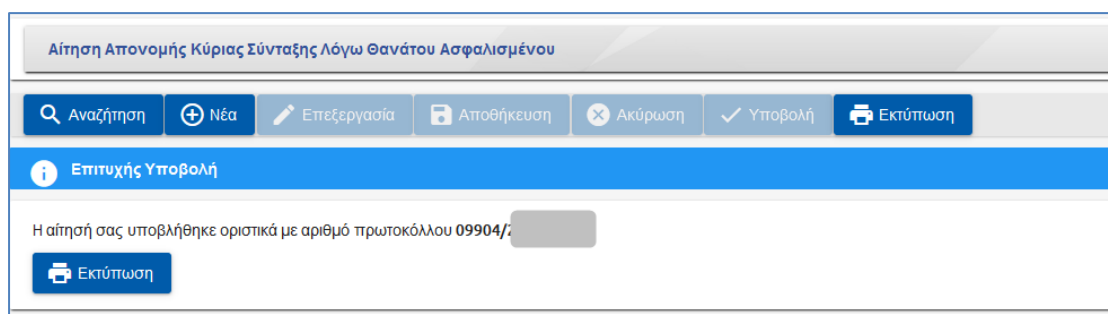 Αίτηση Απονομής Κύριας Σύνταξης Λόγω Θανάτου Ασφαλισμένου
Αναζήτηση Νέα Επεξεργασία Αποθήκευση Ακύρωση Υποβολή Εκτύπωση
Επιτυχής Υποβολή
Η αίτησή σας υποβλήθηκε οριστικά με αριθμό πρωτοκόλλου 09904/
Εκτύπωση